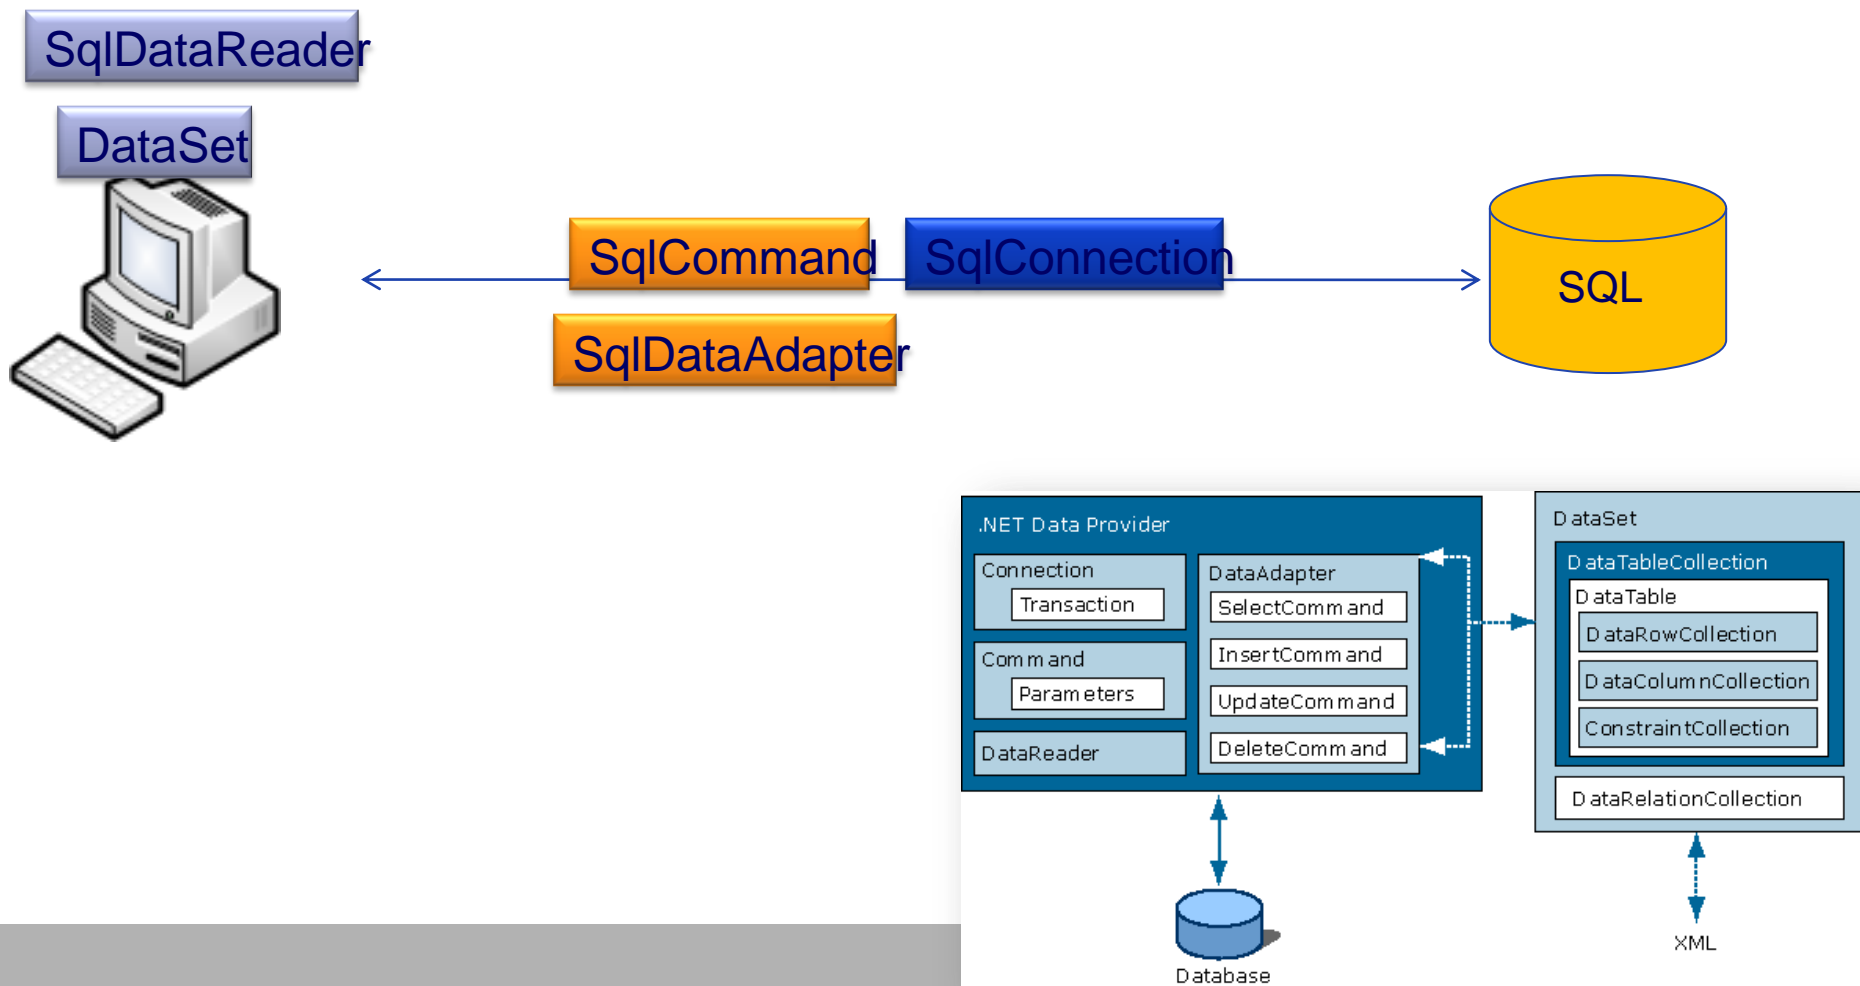 SqlDataReader
DataSet
SqlCommand
SqlConnection
SqlDataAdapter
SQL
.NET Data Provider
Connection
Transaction
Command
Parameters
DataReader
DataAdapter
SelectCommand
InsertCommand
UpdateCommand
DeleteCommand
Database
DataSet
DataTableCollection
DataTable
DataRowCollection
DataColumnCollection
ConstraintCollection
DataRelationCollection
XML